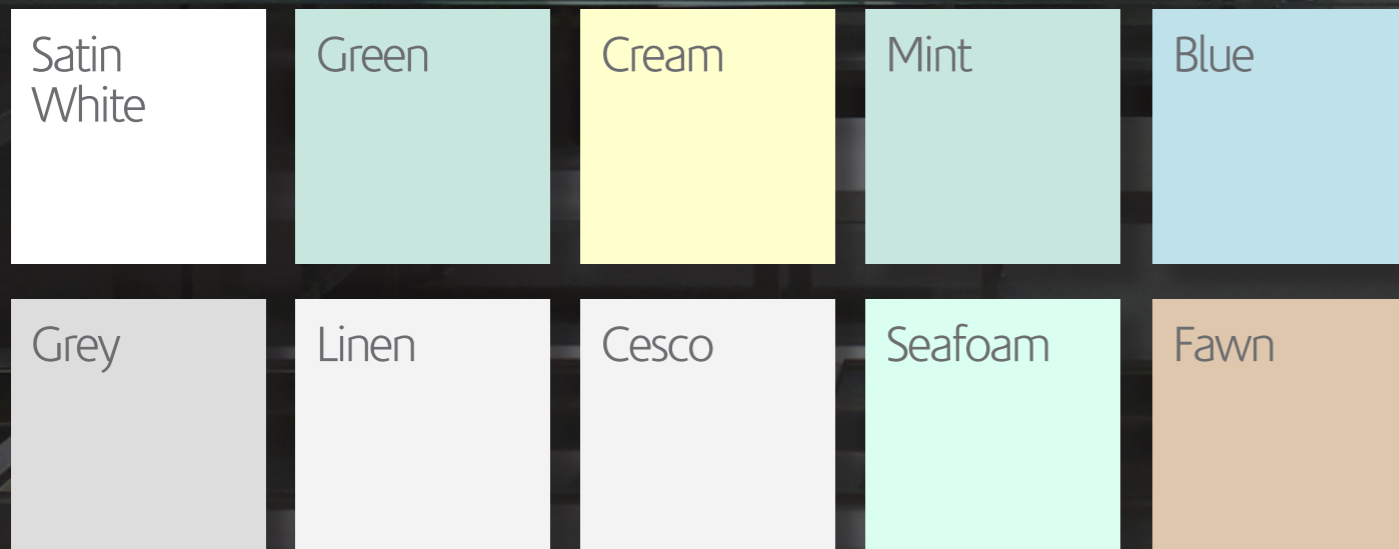 Satin
White
Green
Cream
Mint
Blue
Grey
Linen
Cesco
Seafoam
Fawn